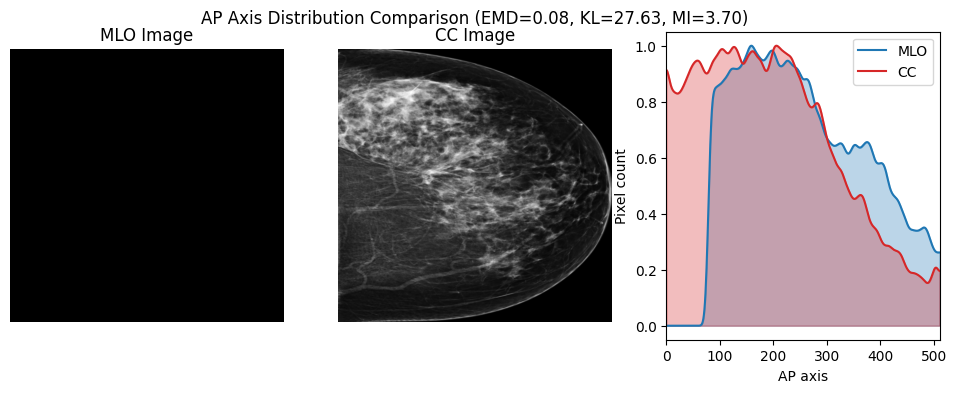 AP Axis Distribution Comparison (EMD=0.08, KL=27.63, MI=3.70)
MLO Image
CC Image
MLO
CC
1.0
0.8
0.6
0.4
0.2
0.0
Pixel count
0 100 200 300 400 500
AP axis